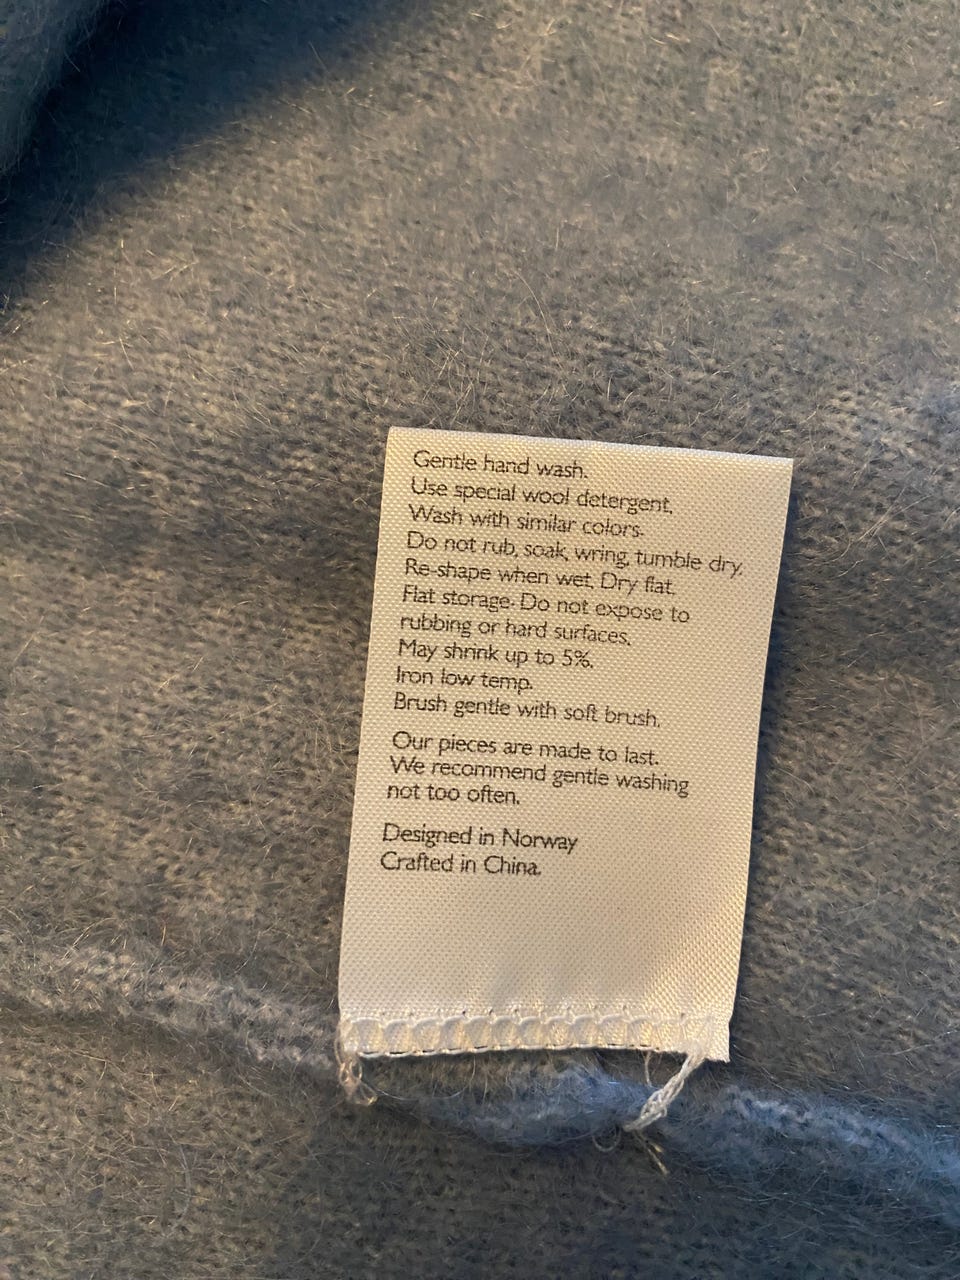 Gentle hand wash.
Use special wool detergent.
Wash with similar colors.
Do not rub, soak, wring, tumble dry.
Re-shape when wet. Dry flat.
Flat storage. Do not expose to
rubbing or hard surfaces.
May shrink up to 5%.
Iron low temp.
Brush gentle with soft brush.
Our pieces are made to last.
We recommend gentle washing
not too often.
Designed in Norway
Crafted in China.